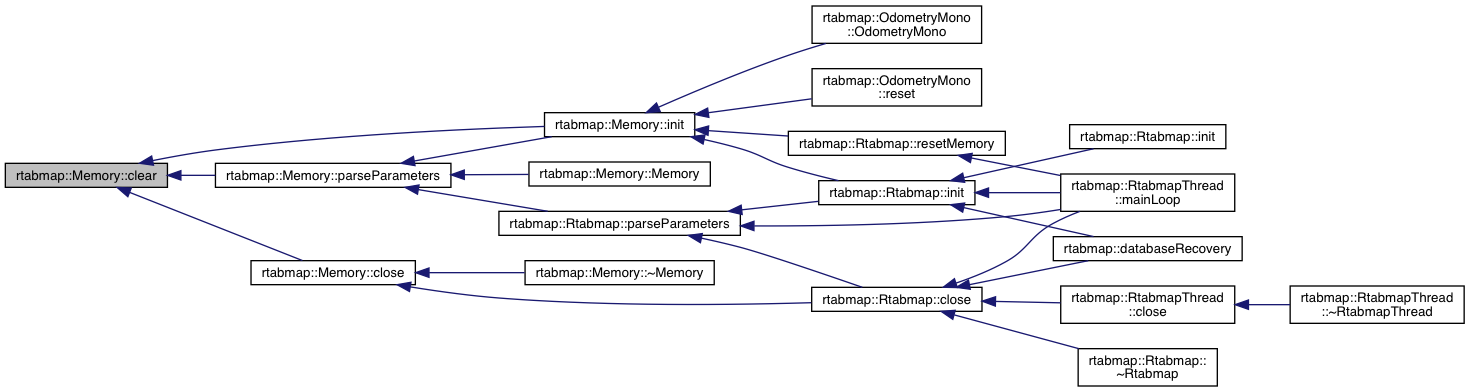 rtabmap::OdometryMono
::OdometryMono
rtabmap::OdometryMono
::reset
rtabmap::Memory::init
rtabmap::Rtabmap::init
rtabmap::Rtabmap::resetMemory
rtabmap::Memory::clear
rtabmap::Memory::parseParameters
rtabmap::Memory::Memory
rtabmap::Rtabmap::init
rtabmap::RtabmapThread
::mainLoop
rtabmap::Rtabmap::parseParameters
rtabmap::databaseRecovery
rtabmap::Memory::close
rtabmap::Memory::~Memory
rtabmap::Rtabmap::close
rtabmap::RtabmapThread
::close
rtabmap::RtabmapThread
::~RtabmapThread
rtabmap::Rtabmap::
~Rtabmap